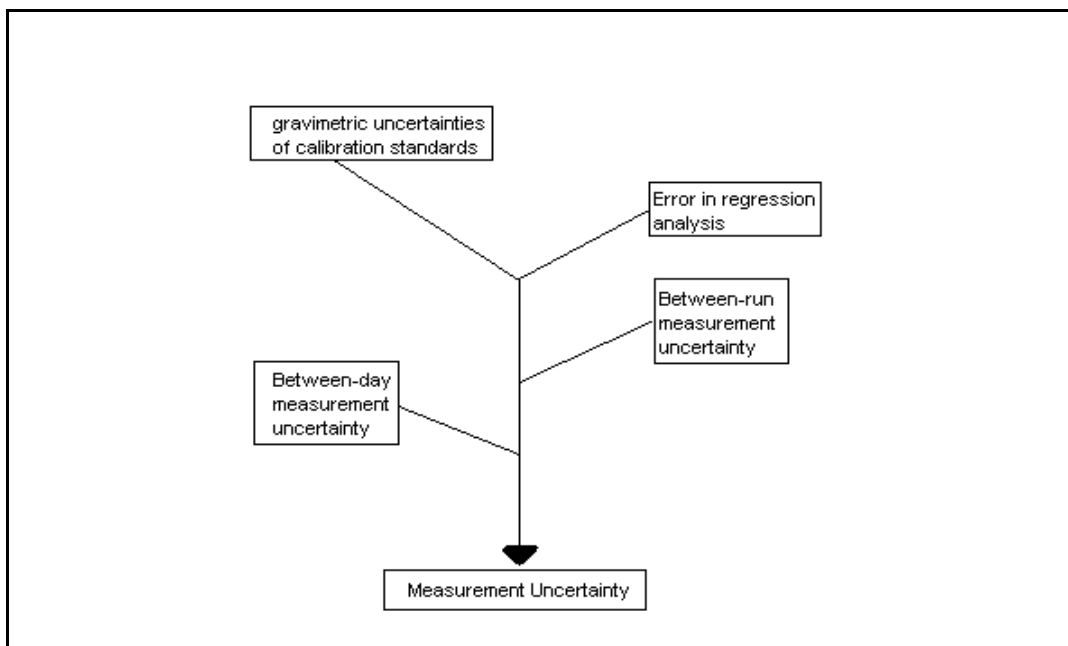 gravimetric uncertainties
of calibration standards
Error in regression
analysis
Between-run
measurement
uncertainty
Between-day
measurement
uncertainty
Measurement Uncertainty